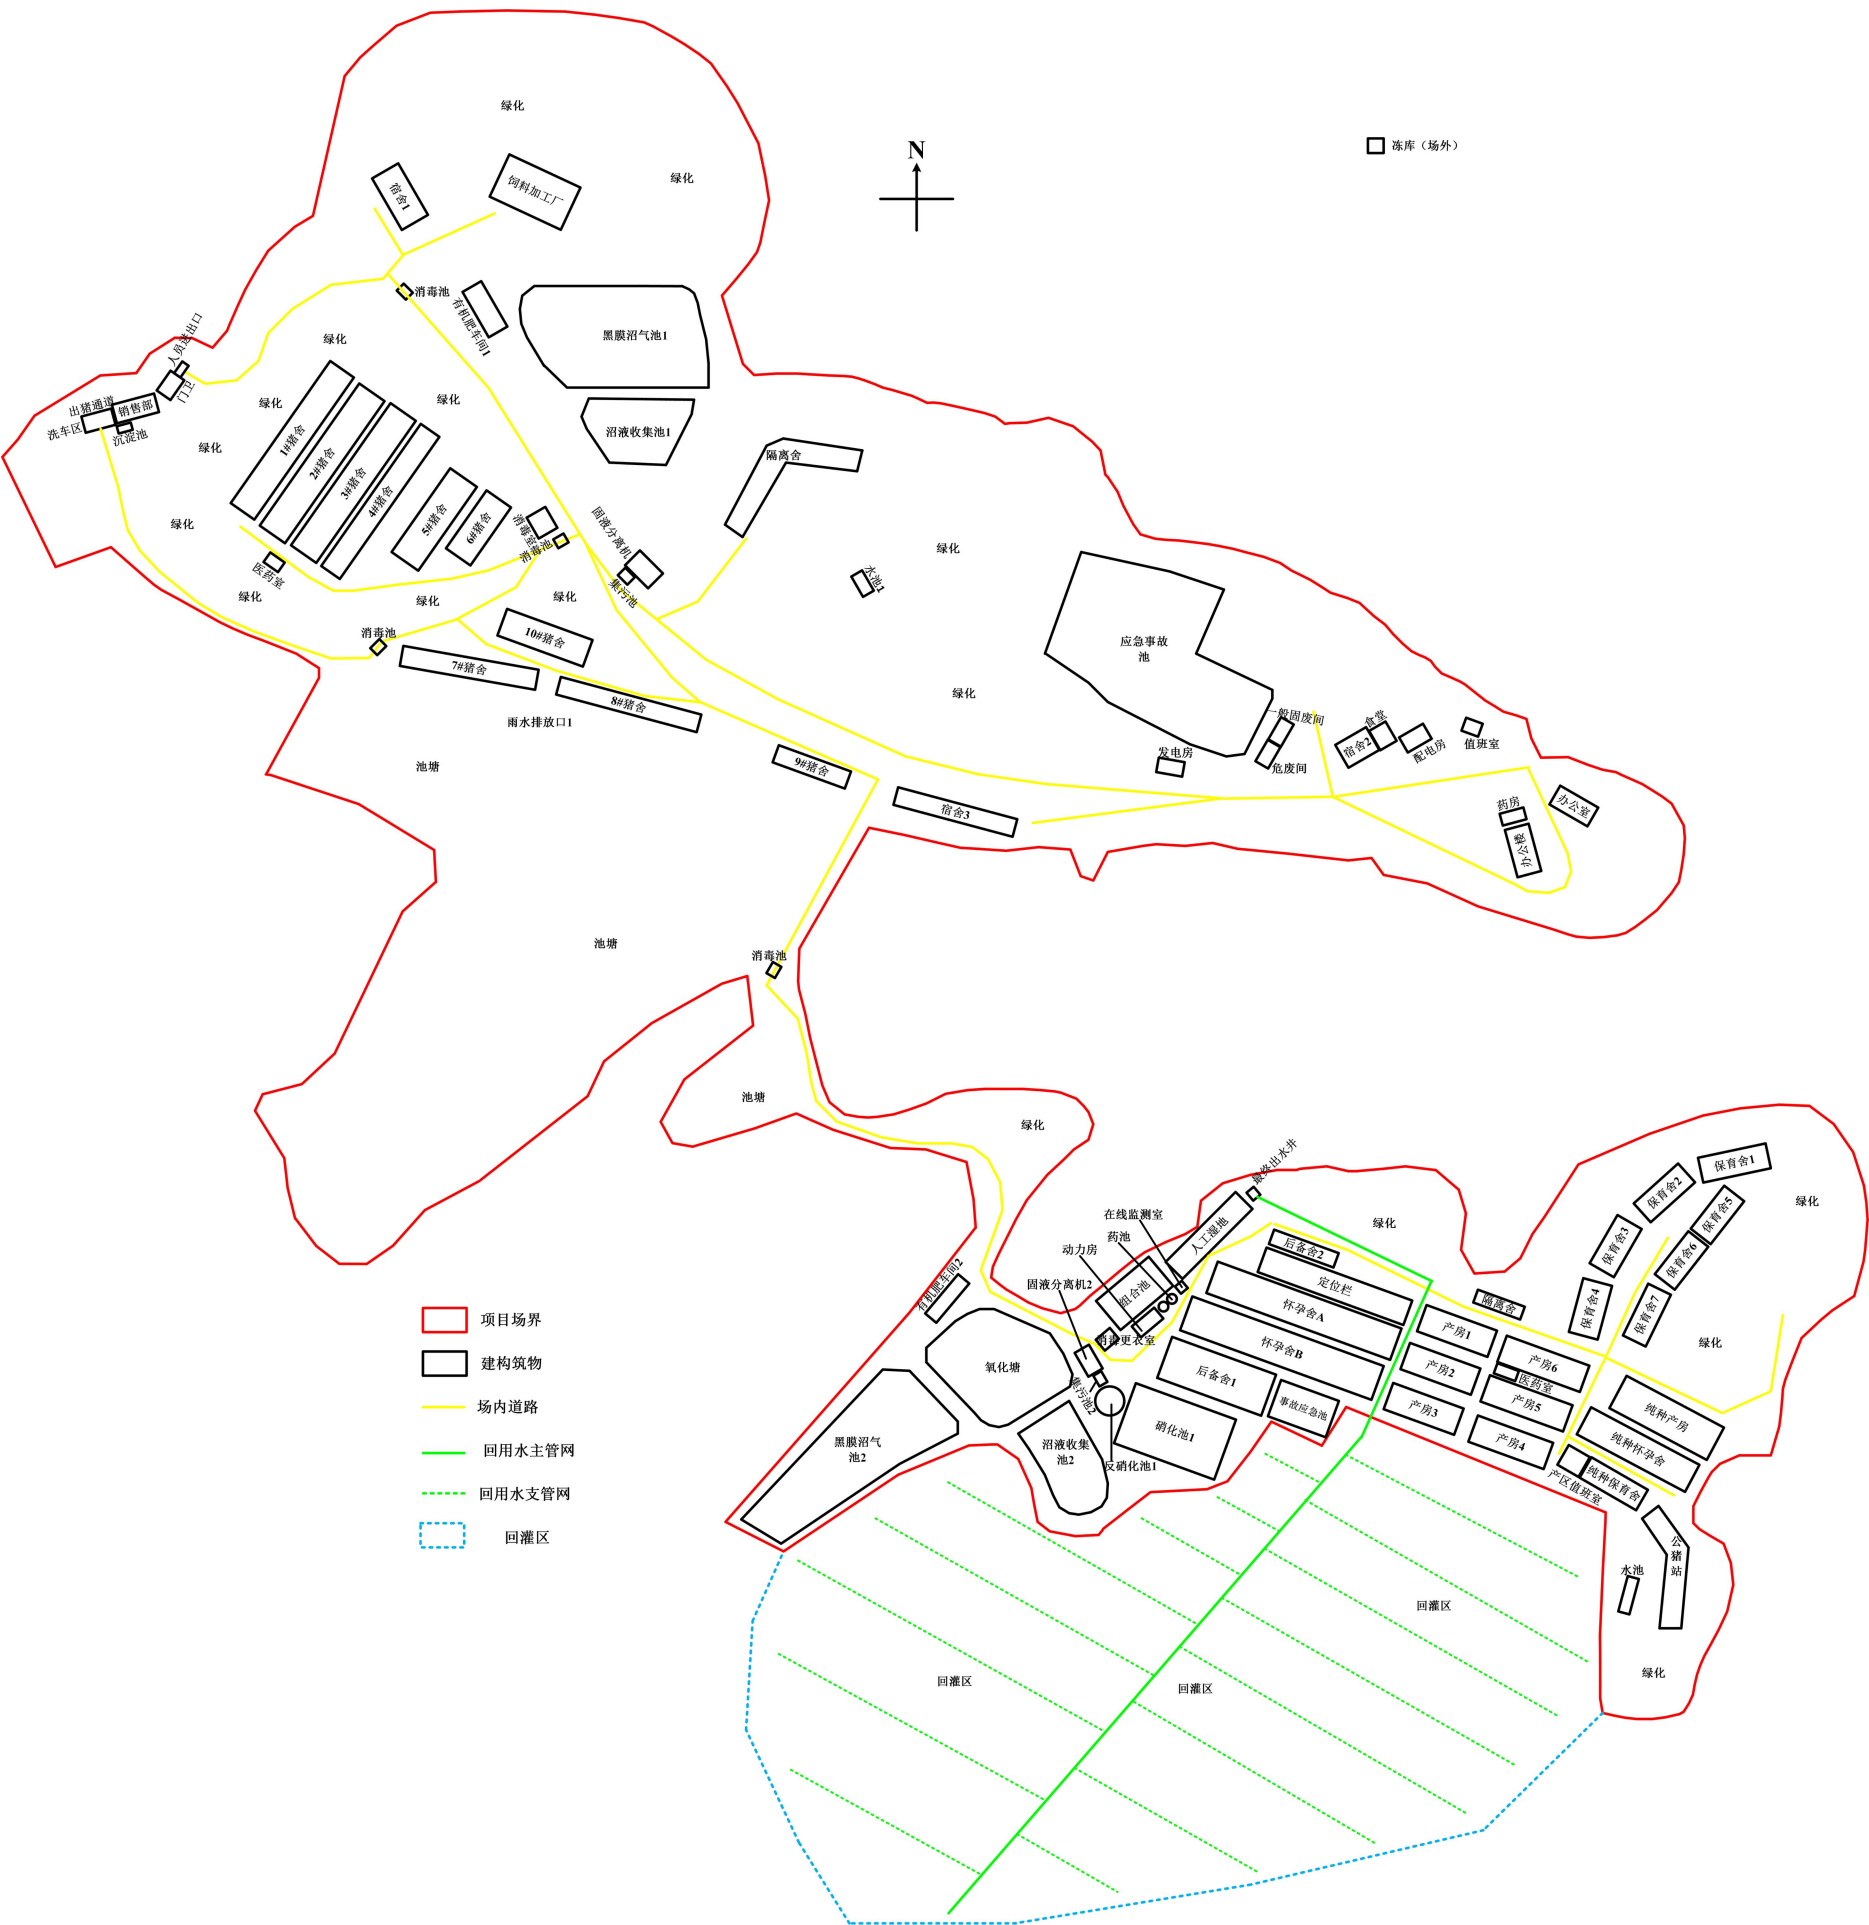 绿化
N
冻库（场外）
绿化
宿舍1
饲料加工厂
消毒池
有机肥车间1
人员进出口
绿化
黑膜沼气池1
门卫
出猪通道
销售部
洗车区
沉淀池
绿化
绿化
绿化
沼液收集池1
隔离舍
1#猪舍
2#猪舍
3#猪舍
4#猪舍
5#猪舍
6#猪舍
绿化
消毒室
消毒池
固液分离机
集污池
绿化
医药室
绿化
绿化
绿化
水池1
消毒池
10#猪舍
7#猪舍
8#猪舍
应急事故
池
绿化
雨水排放口1
一般固废间
食堂
宿舍2
配电房
值班室
池塘
9#猪舍
发电房
危废间
宿舍3
药房
办公室
办公楼
池塘
消毒池
池塘
绿化
最终出水井
在线监测室
药池
人工湿地
动力房
固液分离机2
组合池
消毒更衣室
有机肥车间2
绿化
后备舍2
定位栏
怀孕舍A
怀孕舍B
后备舍1
事故应急池
保育舍1
保育舍2
保育舍3
保育舍4
保育舍5
保育舍6
保育舍7
绿化
绿化
隔离舍
产房1
产房2
产房3
产房6
医药室
产房5
产房4
纯种产房
纯种怀孕舍
纯种保育舍
产区值班室
氧化塘
集污池2
硝化池1
反硝化池1
黑膜沼气
池2
沼液收集
池2
公猪站
水池
绿化
回灌区
回灌区
回灌区
项目场界
建构筑物
场内道路
回用水主管网
回用水支管网
回灌区